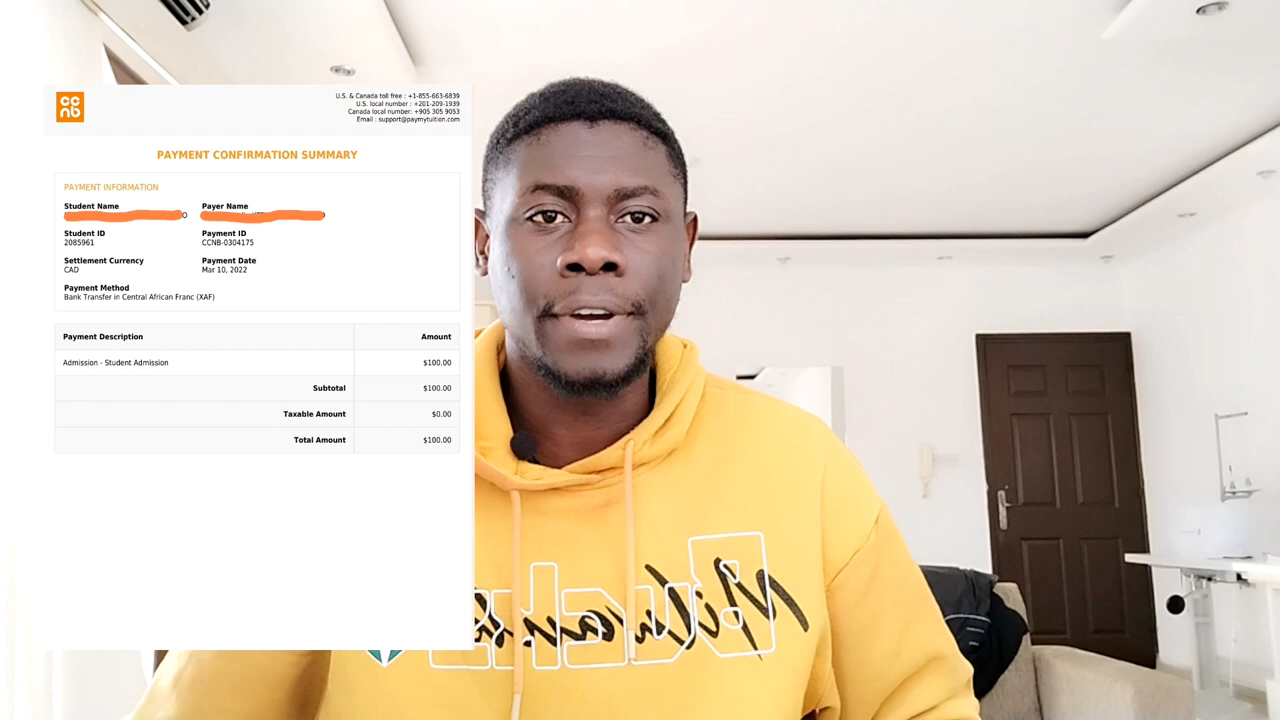 cc
nb
U.S. & Canada toll free : +1-855-663-6839
U.S. local number : +201-209-1939
Canada local number: +905 305 9053
Email : support@paymytuition.com
PAYMENT CONFIRMATION SUMMARY
PAYMENT INFORMATION
Student Name
Payer Name
Student ID
Payment ID
2085961
CCNB-0304175
Settlement Currency
Payment Date
CAD
Mar 10, 2022
Payment Method
Bank Transfer in Central African Franc (XAF)
Payment Description
Amount
Admission - Student Admission
$100.00
Subtotal
$100.00
Taxable Amount
$0.00
Total Amount
$100.00
Bucks